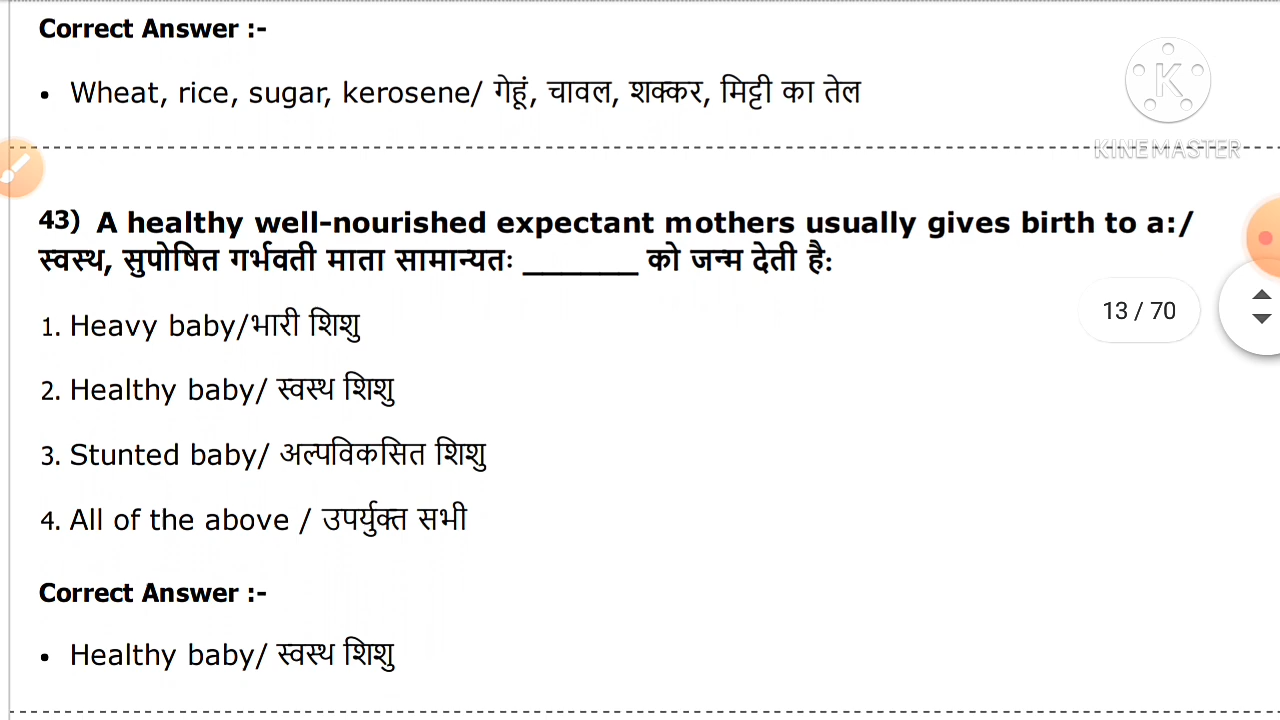 Correct Answer :-
• Wheat, rice, sugar, kerosene/ गेहूं, चावल, शक्कर, मिट्टी का तेल
KINEMASTER
43) A healthy well-nourished expectant mothers usually gives birth to a:/
स्वस्थ, सुपोषित गर्भवती माता सामान्यतः ________ को जन्म देती है:
1. Heavy baby/भारी शिशु
13 / 70
2. Healthy baby/ स्वस्थ शिशु
3. Stunted baby/ अल्पविकसित शिशु
4. All of the above / उपर्युक्त सभी
Correct Answer :-
• Healthy baby/ स्वस्थ शिशु